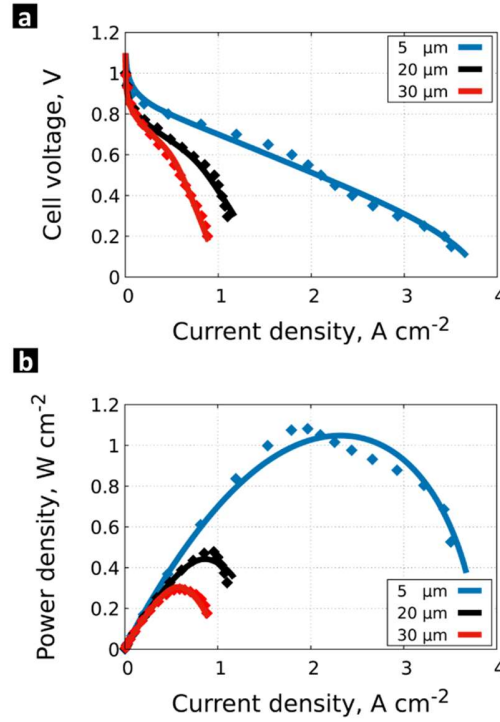 a
1.2
1
0.8
0.6
0.4
0.2
0
0 1 2 3 4
Cell voltage, V
Current density, A cm-2
5 μm
20 μm
30 μm
b
1.2
1
0.8
0.6
0.4
0.2
0
0 1 2 3 4
Power density, W cm-2
Current density, A cm-2
5 μm
20 μm
30 μm